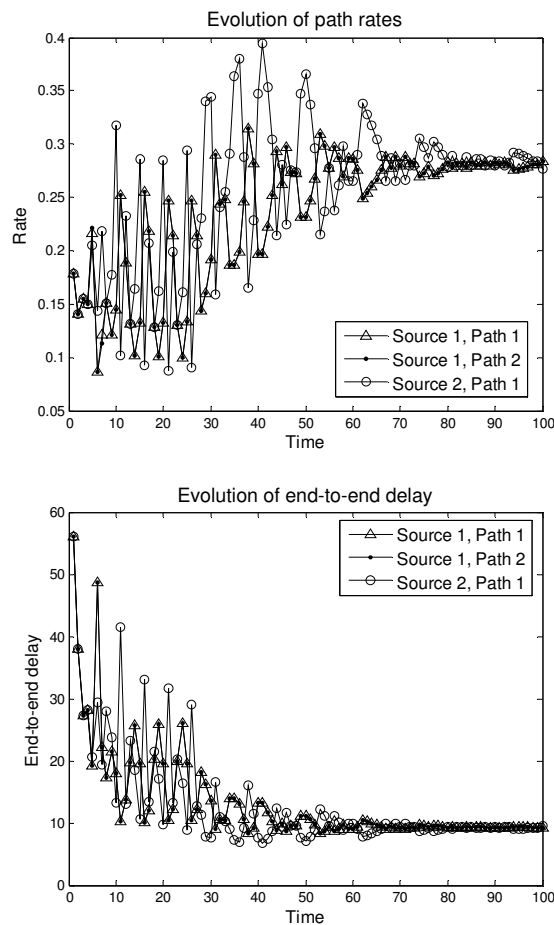 Evolution of path rates
0.4
0.35
0.3
0.25
0.2
0.15
0.1
0.05
Rate
Source 1, Path 1
Source 1, Path 2
Source 2, Path 1
0 10 20 30 40 50 60 70 80 90 100
Time
Evolution of end-to-end delay
60
50
40
30
20
10
0
End-to-end delay
Source 1, Path 1
Source 1, Path 2
Source 2, Path 1
0 10 20 30 40 50 60 70 80 90 100
Time